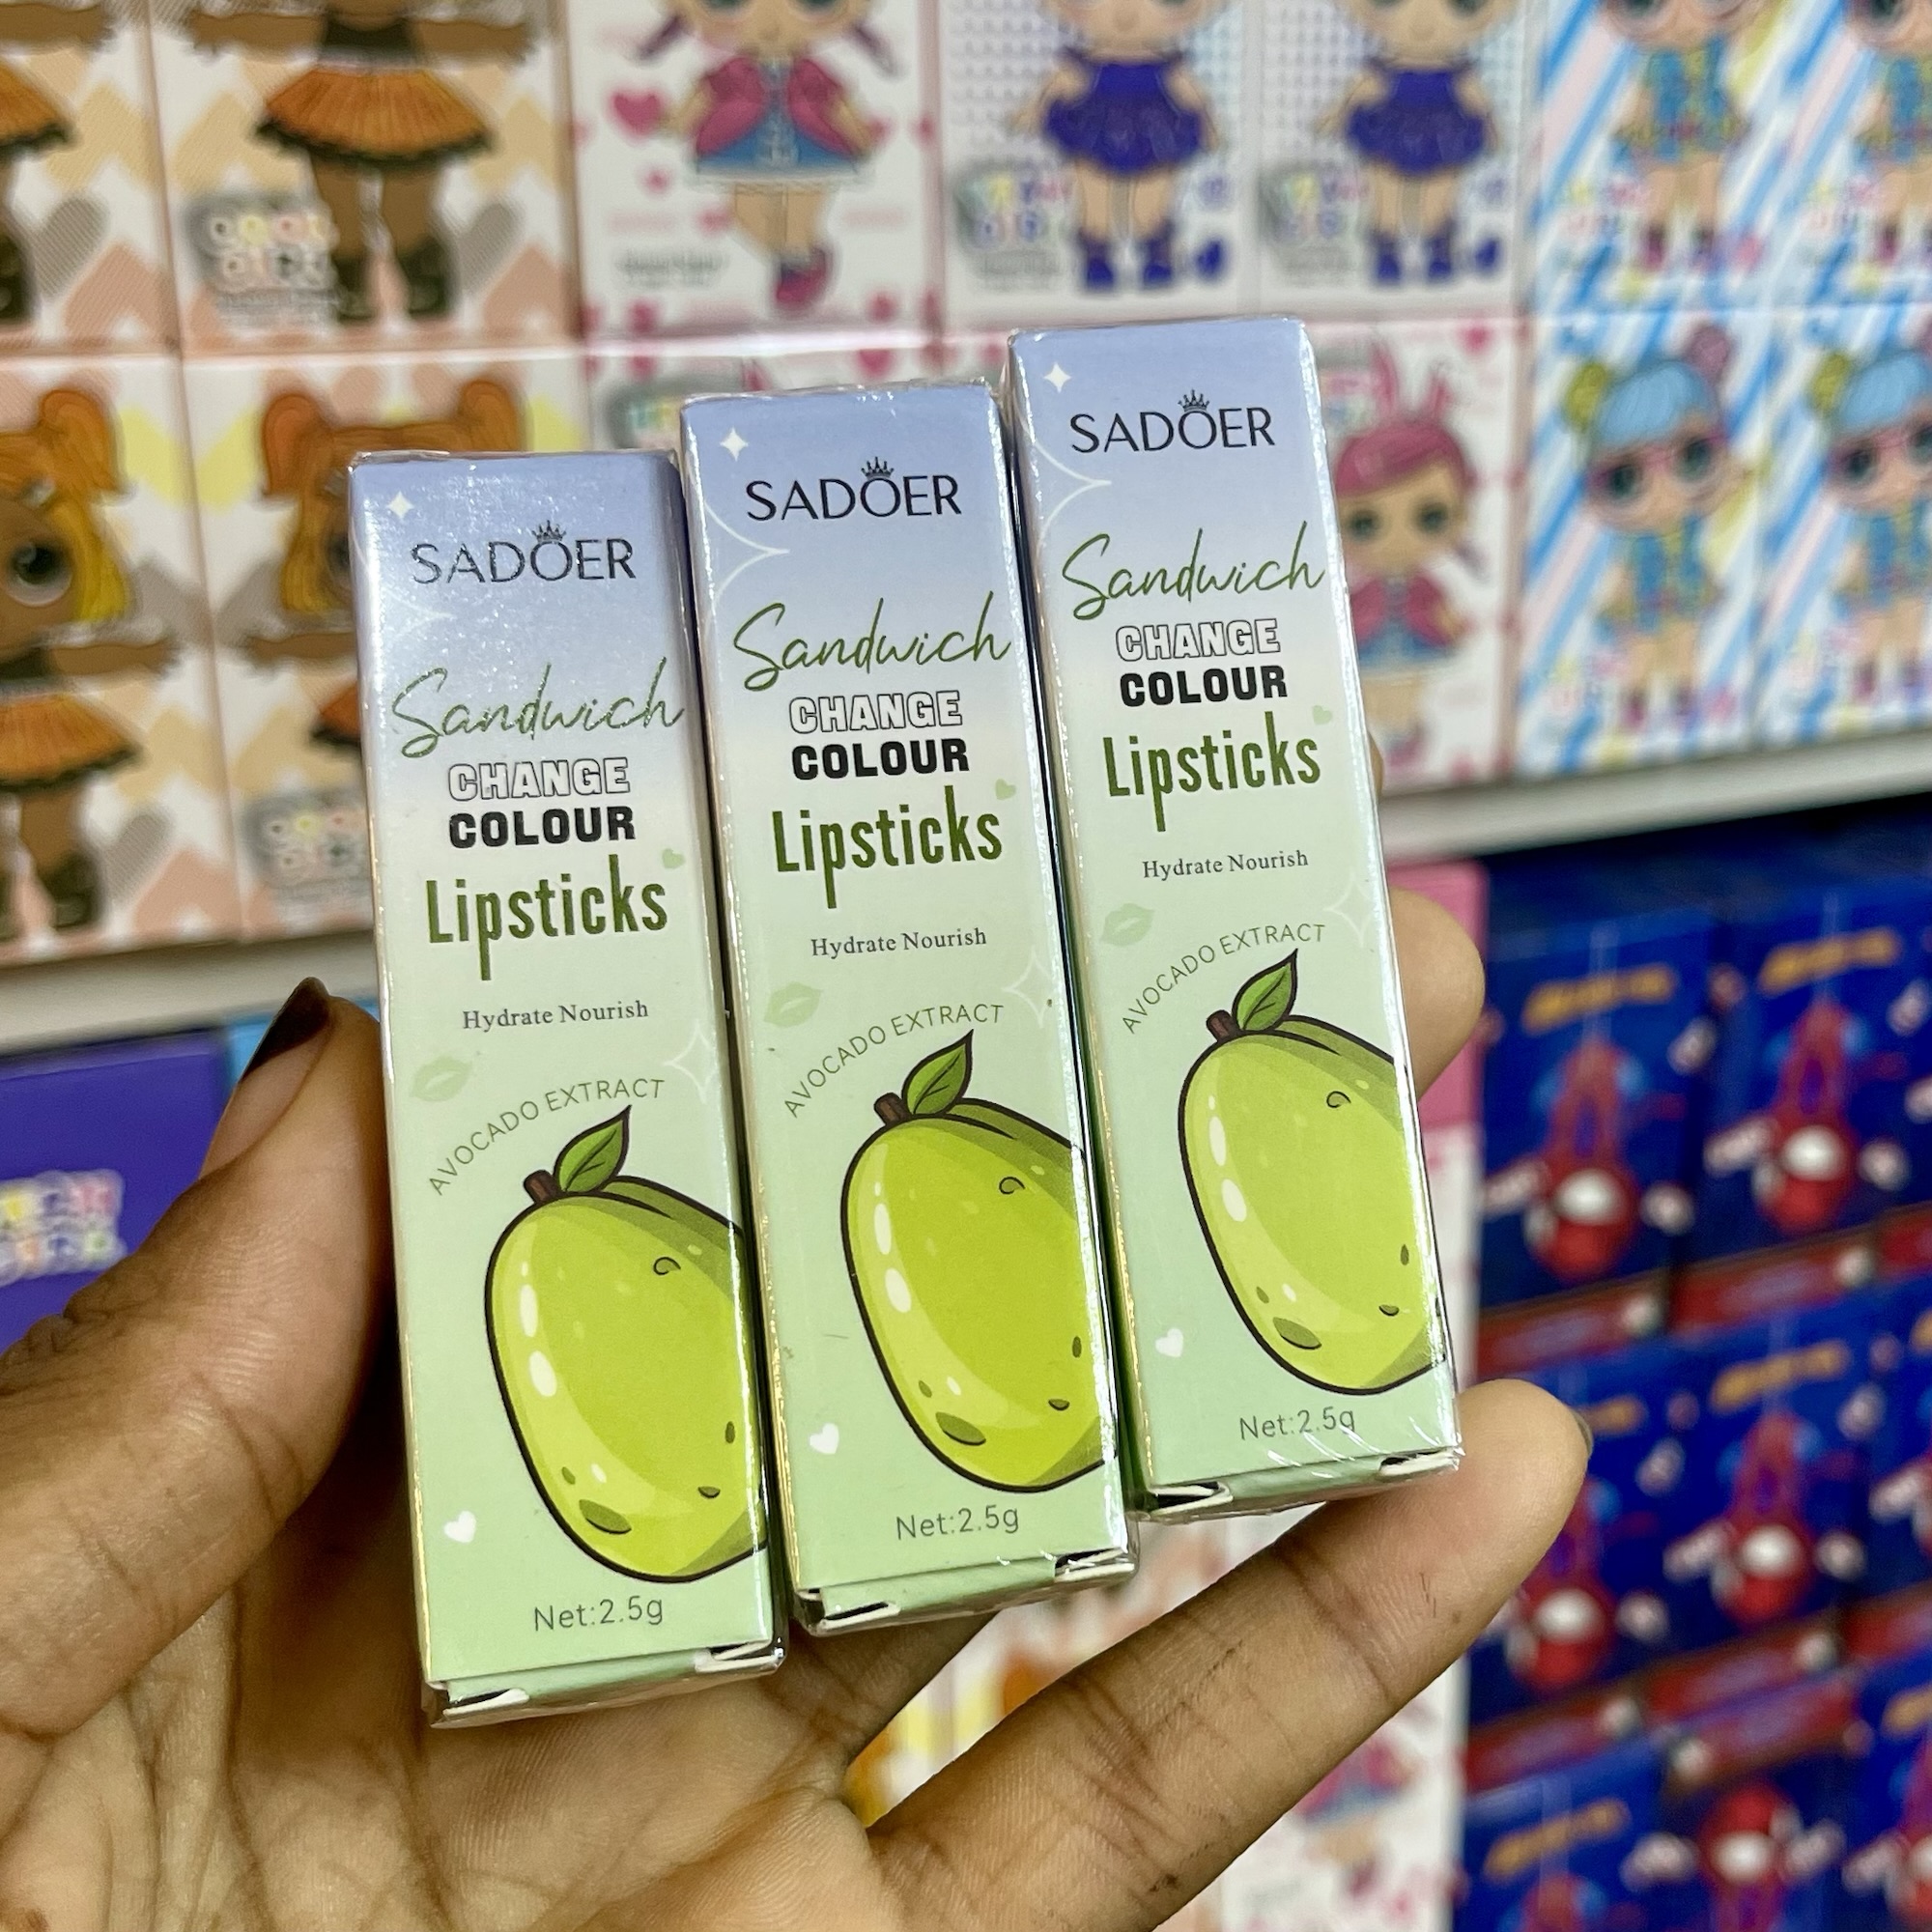 SADOER
Sandwich
CHANGE
COLOUR
Lipsticks
Hydrate Nourish
AVOCADO EXTRACT
Net:2.5g
SADOER
Sandwich
CHANGE
COLOUR
Lipsticks
Hydrate Nourish
AVOCADO EXTRACT
Net:2.5g
SADOER
Sandwich
CHANGE
COLOUR
Lipsticks
Hydrate Nourish
AVOCADO EXTRACT
Net:2.5g